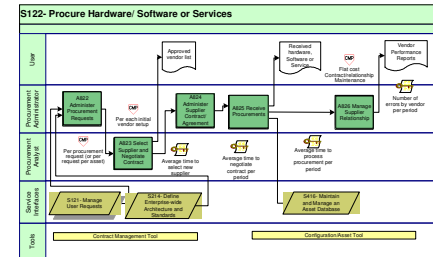 S122- Procure Hardware/ Software or Services
User
Approved
vendor list
Received
hardware,
Software or
Service
CMP
Flat cost
Contract/relationship
Maintenance
Vendor
Performance
Reports
Procurement
Administrator
A822
Administer
Procurement
Requests
CMP
Per each initial
vendor setup
A824
Administer
Supplier
Contract
Agreement
A825 Receive
Procurements
A826 Manage
Supplier
Relationship
Number of
errors by vendor
per period
Procurement
Analyst
CMP
Per procurement
request (or per
request per asset)
A823 Select
Supplier and
Negotiate
Contract
Average time to
select new
supplier
Average time to
negotiate
contract per
period
Average time to
process
procurement per
period
Service
Interfaces
S121- Manage
User Requests
S314- Define
Enterprise-wide
Architecture and
Standards
S416- Maintain
and Manage an
Asset Database
Tools
Contract Management Tool
Configuration/Asset Tool